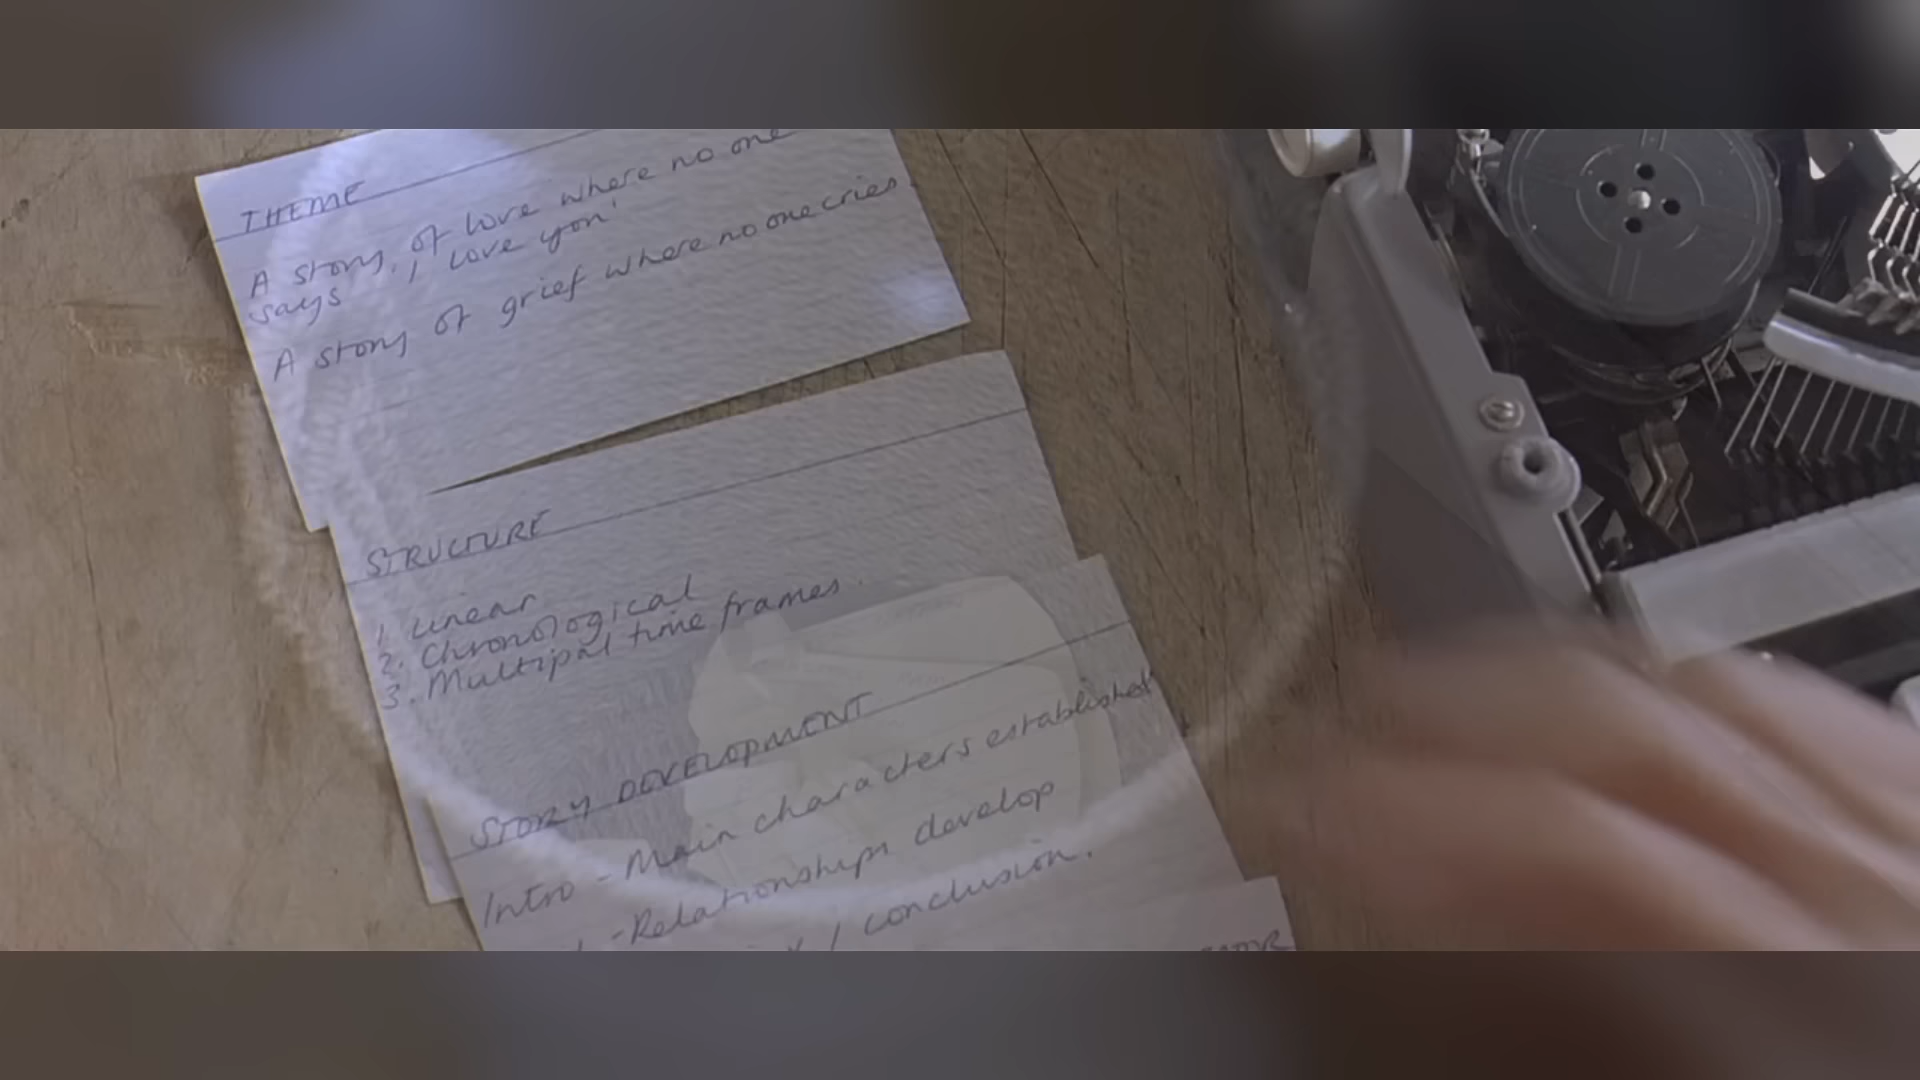 THEME
A story of love where no one
says 'I love you'
A story of grief where no one cries.
STRUCTURE
1. Linear
2. Chronological
3. Multipal time frames.
STORY DEVELOPMENT
Intro - Main characters established
- Relationships develop
/ conclusion.